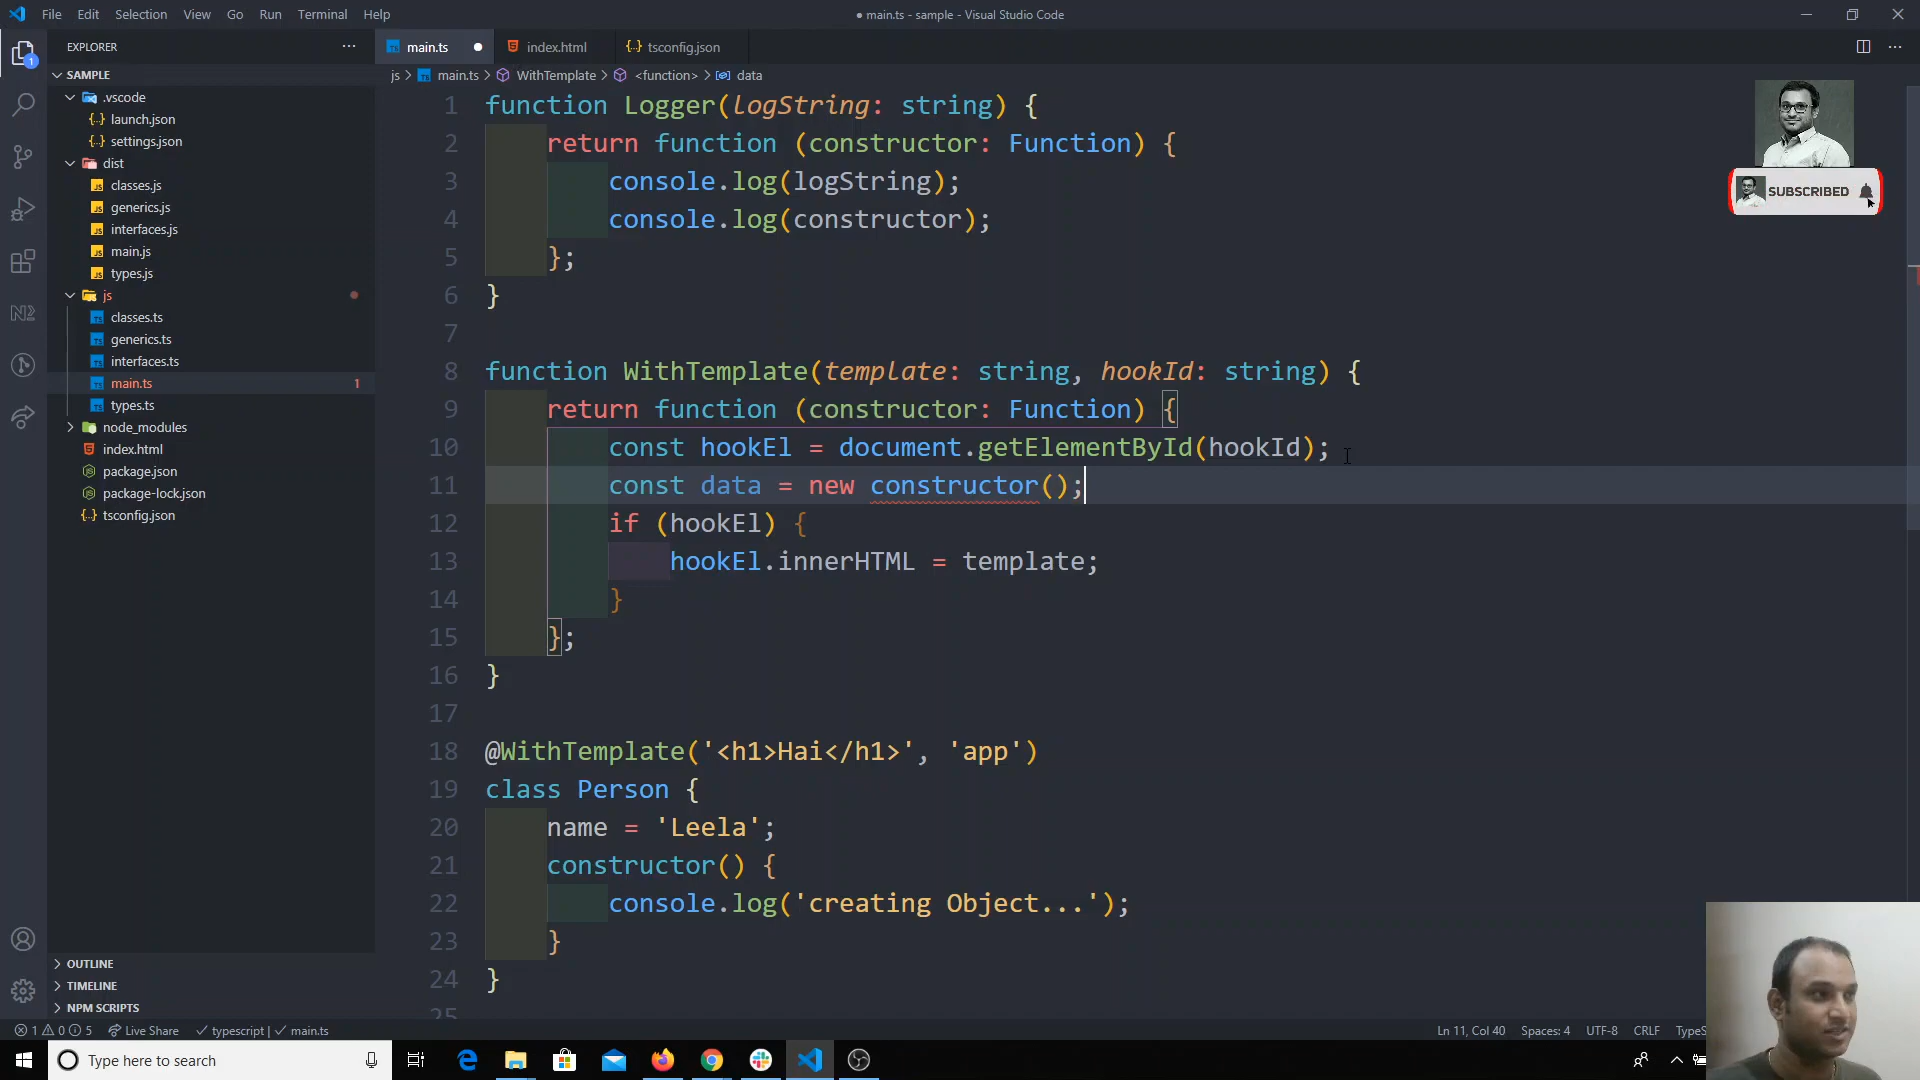 File Edit Selection View Go Run Terminal Help
● main.ts - sample - Visual Studio Code
EXPLORER
main.ts
index.html
tsconfig.json
js > main.ts > WithTemplate > <function> > data
SAMPLE
.vscode
launch.json
settings.json
dist
classes.js
generics.js
interfaces.js
main.js
types.js
js
classes.ts
generics.ts
interfaces.ts
main.ts 1
types.ts
node_modules
index.html
package.json
package-lock.json
tsconfig.json
OUTLINE
TIMELINE
NPM SCRIPTS
1 function Logger(logString: string) {
2 return function (constructor: Function) {
3 console.log(logString);
4 console.log(constructor);
5 };
6 }
7
8 function WithTemplate(template: string, hookId: string) {
9 return function (constructor: Function) {
10 const hookEl = document.getElementById(hookId);
11 const data = new constructor();
12 if (hookEl) {
13 hookEl.innerHTML = template;
14 }
15 };
16 }
17
18 @WithTemplate('<h1>Hai</h1>', 'app')
19 class Person {
20 name = 'Leela';
21 constructor() {
22 console.log('creating Object...');
23 }
24 }
25
SUBSCRIBED
1 0 5 Live Share typescript | main.ts
Ln 11, Col 40 Spaces: 4 UTF-8 CRLF TypeS
Type here to search